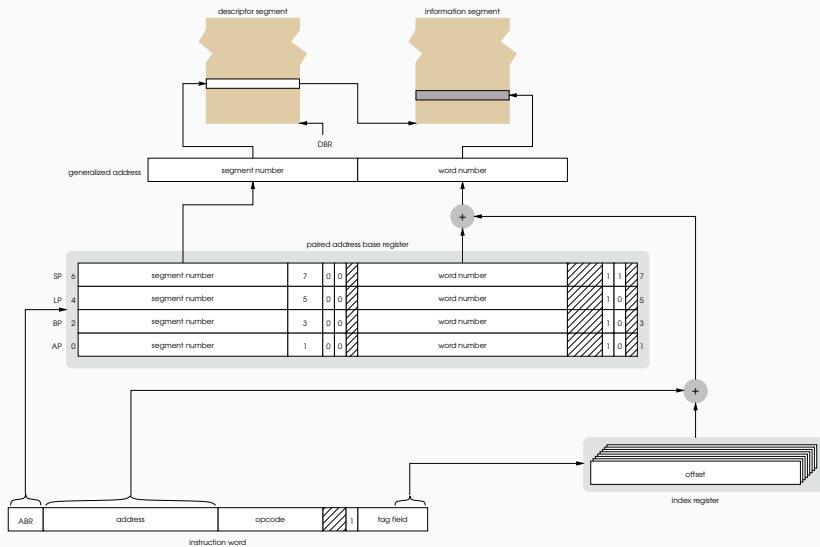 descriptor segment
information segment
DBR
generalized address
segment number
word number
+
paired address base register
SP 6 segment number 7 0 0 word number 1 1 7
LP 4 segment number 5 0 0 word number 1 0 5
BP 2 segment number 3 0 0 word number 1 0 3
AP 0 segment number 1 0 0 word number 1 0 1
+
offset
index register
ABR address opcode 1 tag field
instruction word